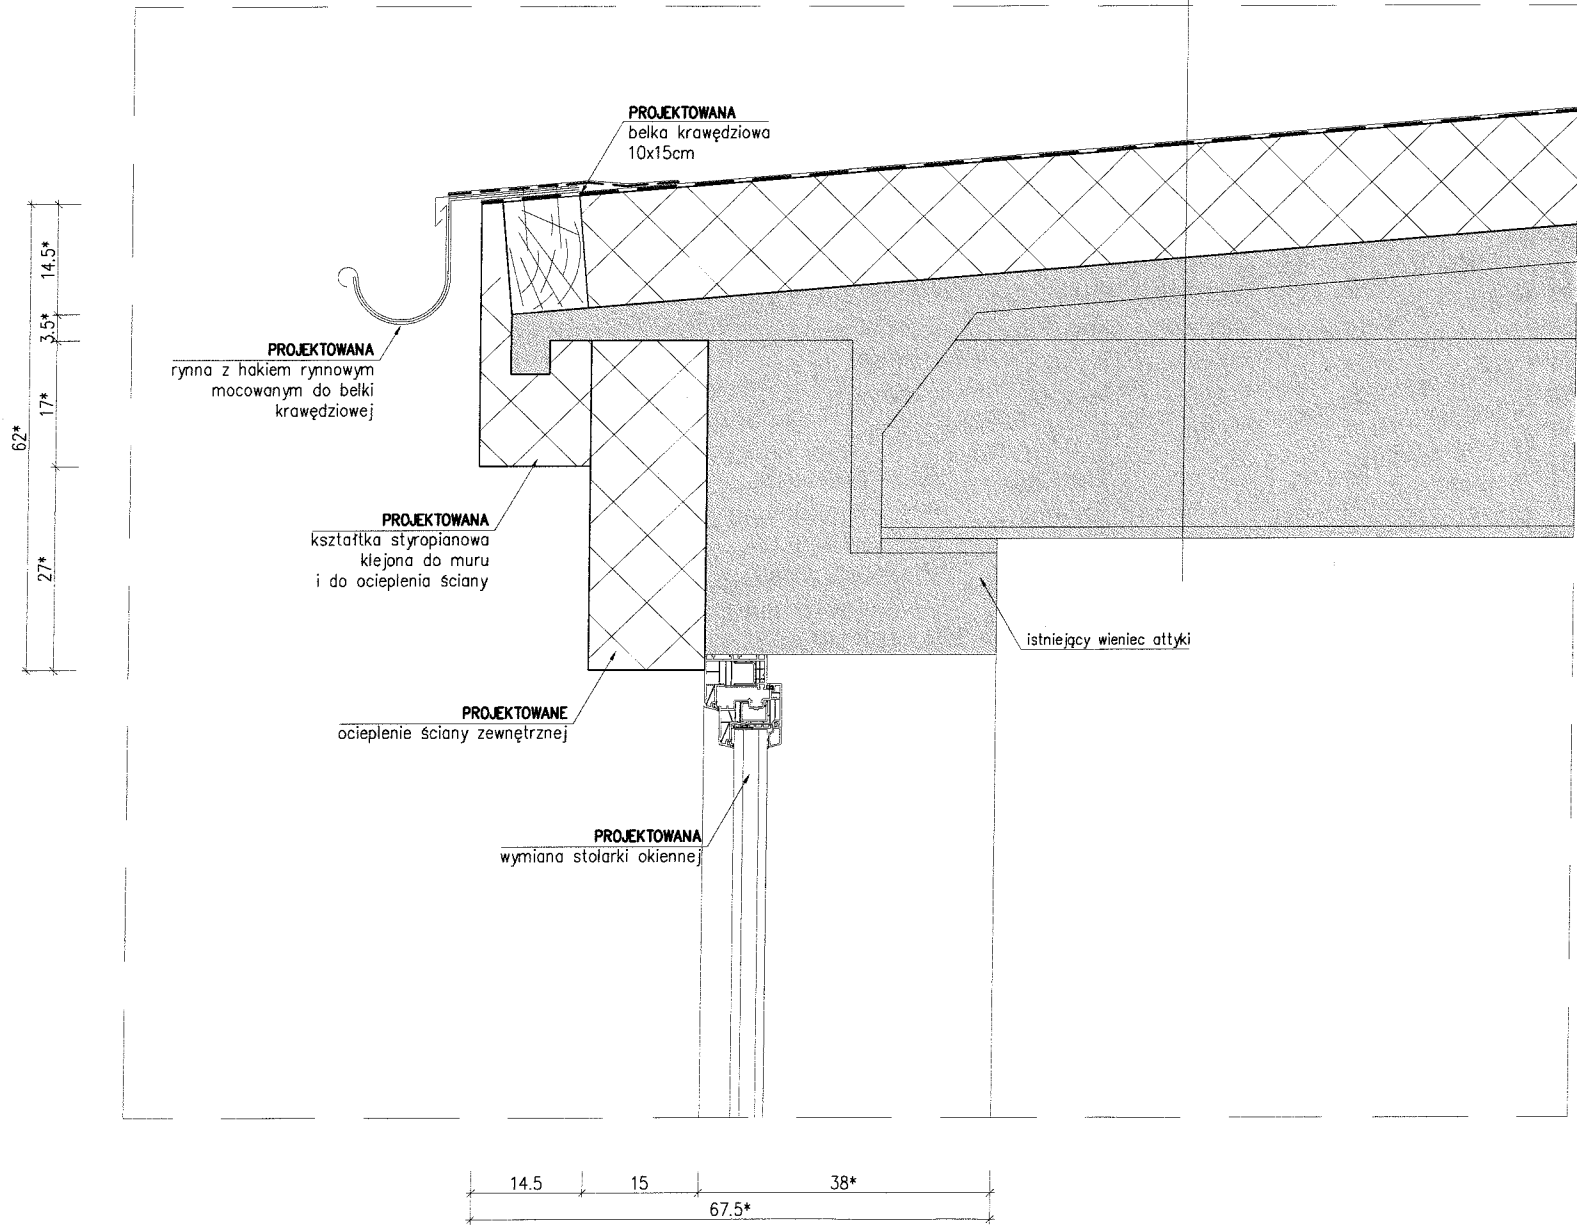 PROJEKTOWANA
belka krawędziowa
10x15cm
14.5*
3.5*
17*
27*
62*
PROJEKTOWANA
rynna z hakiem rynnowym
mocowanym do belki
krawędziowej
PROJEKTOWANA
kształtka styropianowa
klejona do muru
i do ocieplenia ściany
istniejący wieniec attyki
PROJEKTOWANE
ocieplenie ściany zewnętrznej
PROJEKTOWANA
wymiana stolarki okiennej
14.5
15
38*
67.5*